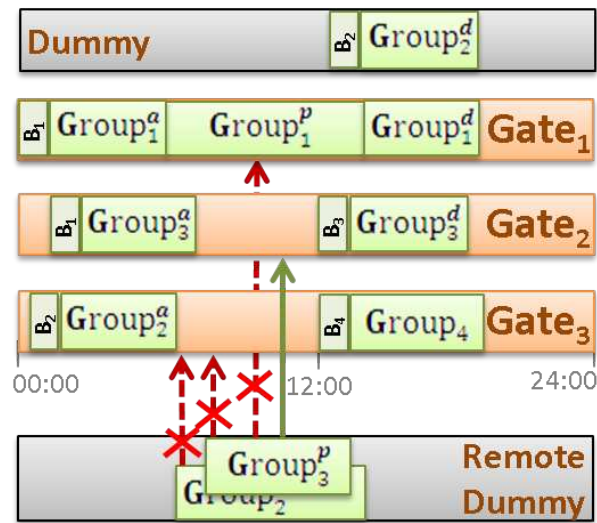 Dummy B₂ Group₂ᵈ
B₁ Group₁ᵃ Group₁ᵖ Group₁ᵈ Gate₁
B₁ Group₃ᵃ B₃ Group₃ᵈ Gate₂
B₂ Group₂ᵃ B₄ Group₄ Gate₃
00:00 12:00 24:00
Group₃ᵖ Remote
Group₂ Dummy